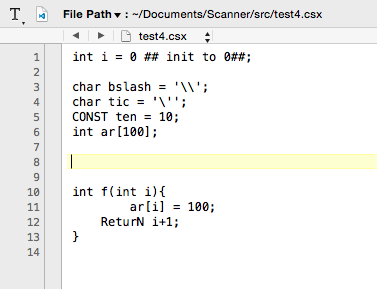 T. File Path ▾ : ~/Documents/Scanner/src/test4.csx
◀ ▶ test4.csx
1 int i = 0 ## init to 0##;
2
3 char bslash = '\\';
4 char tic = '\'';
5 CONST ten = 10;
6 int ar[100];
7
8
9
10 int f(int i){
11 ar[i] = 100;
12 ReturN i+1;
13 }
14